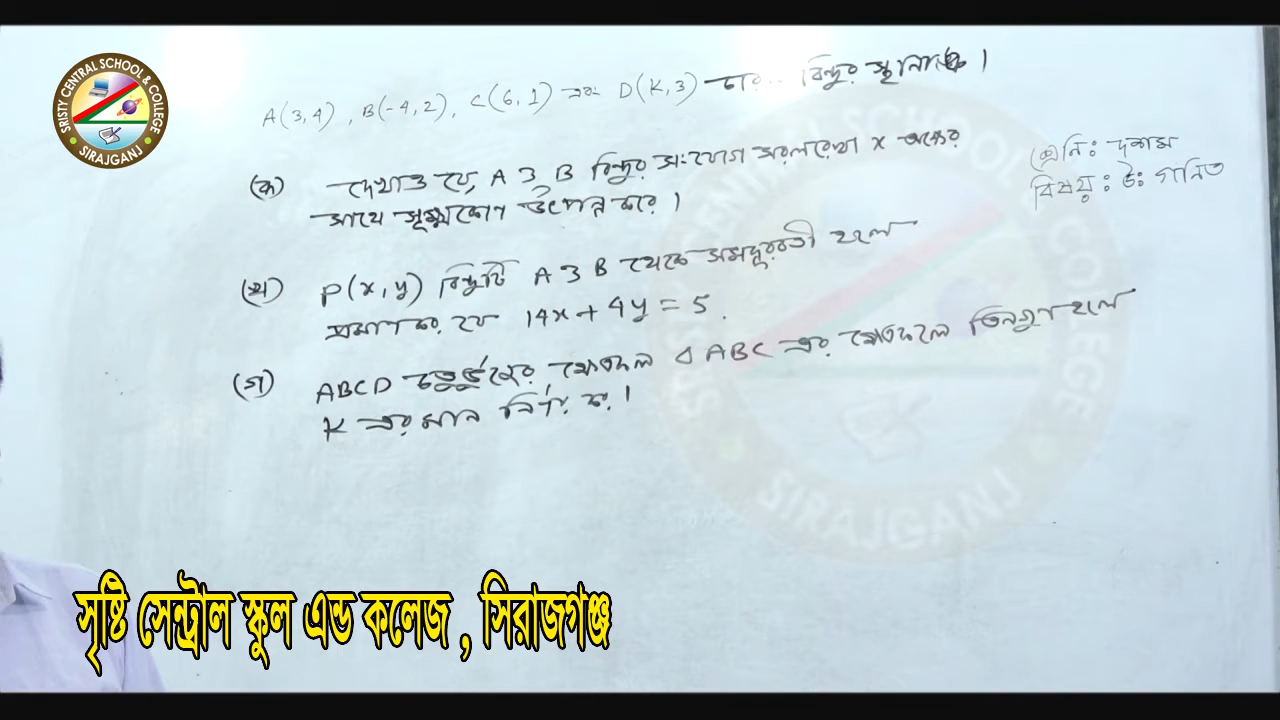 SRISTY CENTRAL SCHOOL & COLLEGE
SIRAJGANJ
A(3,4), B(-4,2), C(6,1) এবং D(K,3) চার.. বিন্দুর স্থানাঙ্ক।
শ্রেনি: দশম
বিষয়: উ: গনিত
(ক) দেখাও যে, A ও B বিন্দুর সংযোগ সরলরেখা x অক্ষের
সাথে সূক্ষ্মকোণ উৎপন্ন করে।
(খ) P(x,y) বিন্দুটি A ও B থেকে সমদূরবর্তী হলে
প্রমাণ কর যে 14x + 4y = 5.
(গ) ABCD চতুর্ভুজের ক্ষেত্রফল Δ ABC এর ক্ষেত্রফলে তিনগুণ হলে
K এর মান নির্ণয় কর।
সৃষ্টি সেন্ট্রাল স্কুল এন্ড কলেজ, সিরাজগঞ্জ